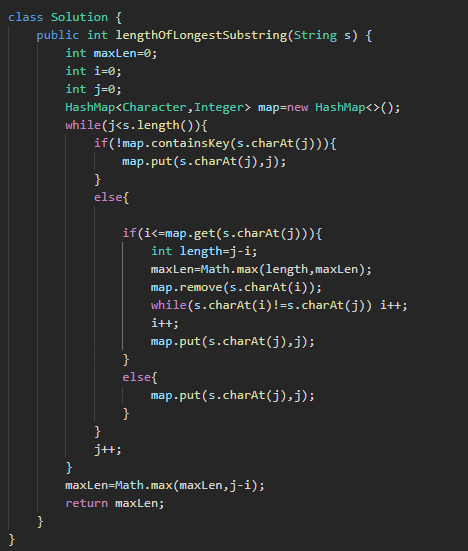 class Solution {
    public int lengthOfLongestSubstring(String s) {
        int maxLen=0;
        int i=0;
        int j=0;
        HashMap<Character,Integer> map=new HashMap<>();
        while(j<s.length()){
            if(!map.containsKey(s.charAt(j))){
                map.put(s.charAt(j),j);
            }
            else{

                if(i<=map.get(s.charAt(j))){
                    int length=j-i;
                    maxLen=Math.max(length,maxLen);
                    map.remove(s.charAt(i));
                    while(s.charAt(i)!=s.charAt(j)) i++;
                    i++;
                    map.put(s.charAt(j),j);
                }
                else{
                    map.put(s.charAt(j),j);
                }
            }
            j++;
        }
        maxLen=Math.max(maxLen,j-i);
        return maxLen;
    }
}